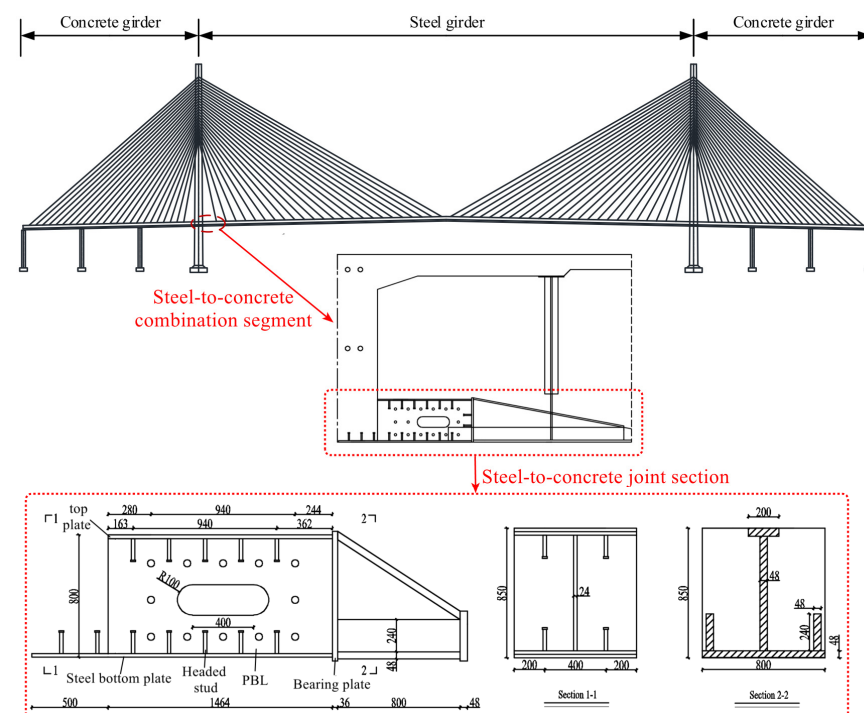 Concrete girder
Steel girder
Concrete girder
Steel-to-concrete
combination segment
Steel-to-concrete joint section
top
plate
1
280
940
244
2
163
940
362
R100
800
400
240
48
1
2
Steel bottom plate
Headed
stud
PBL
Bearing plate
500
1464
36
800
48
850
24
200
400
200
Section 1-1
200
850
48
48
240
48
800
Section 2-2